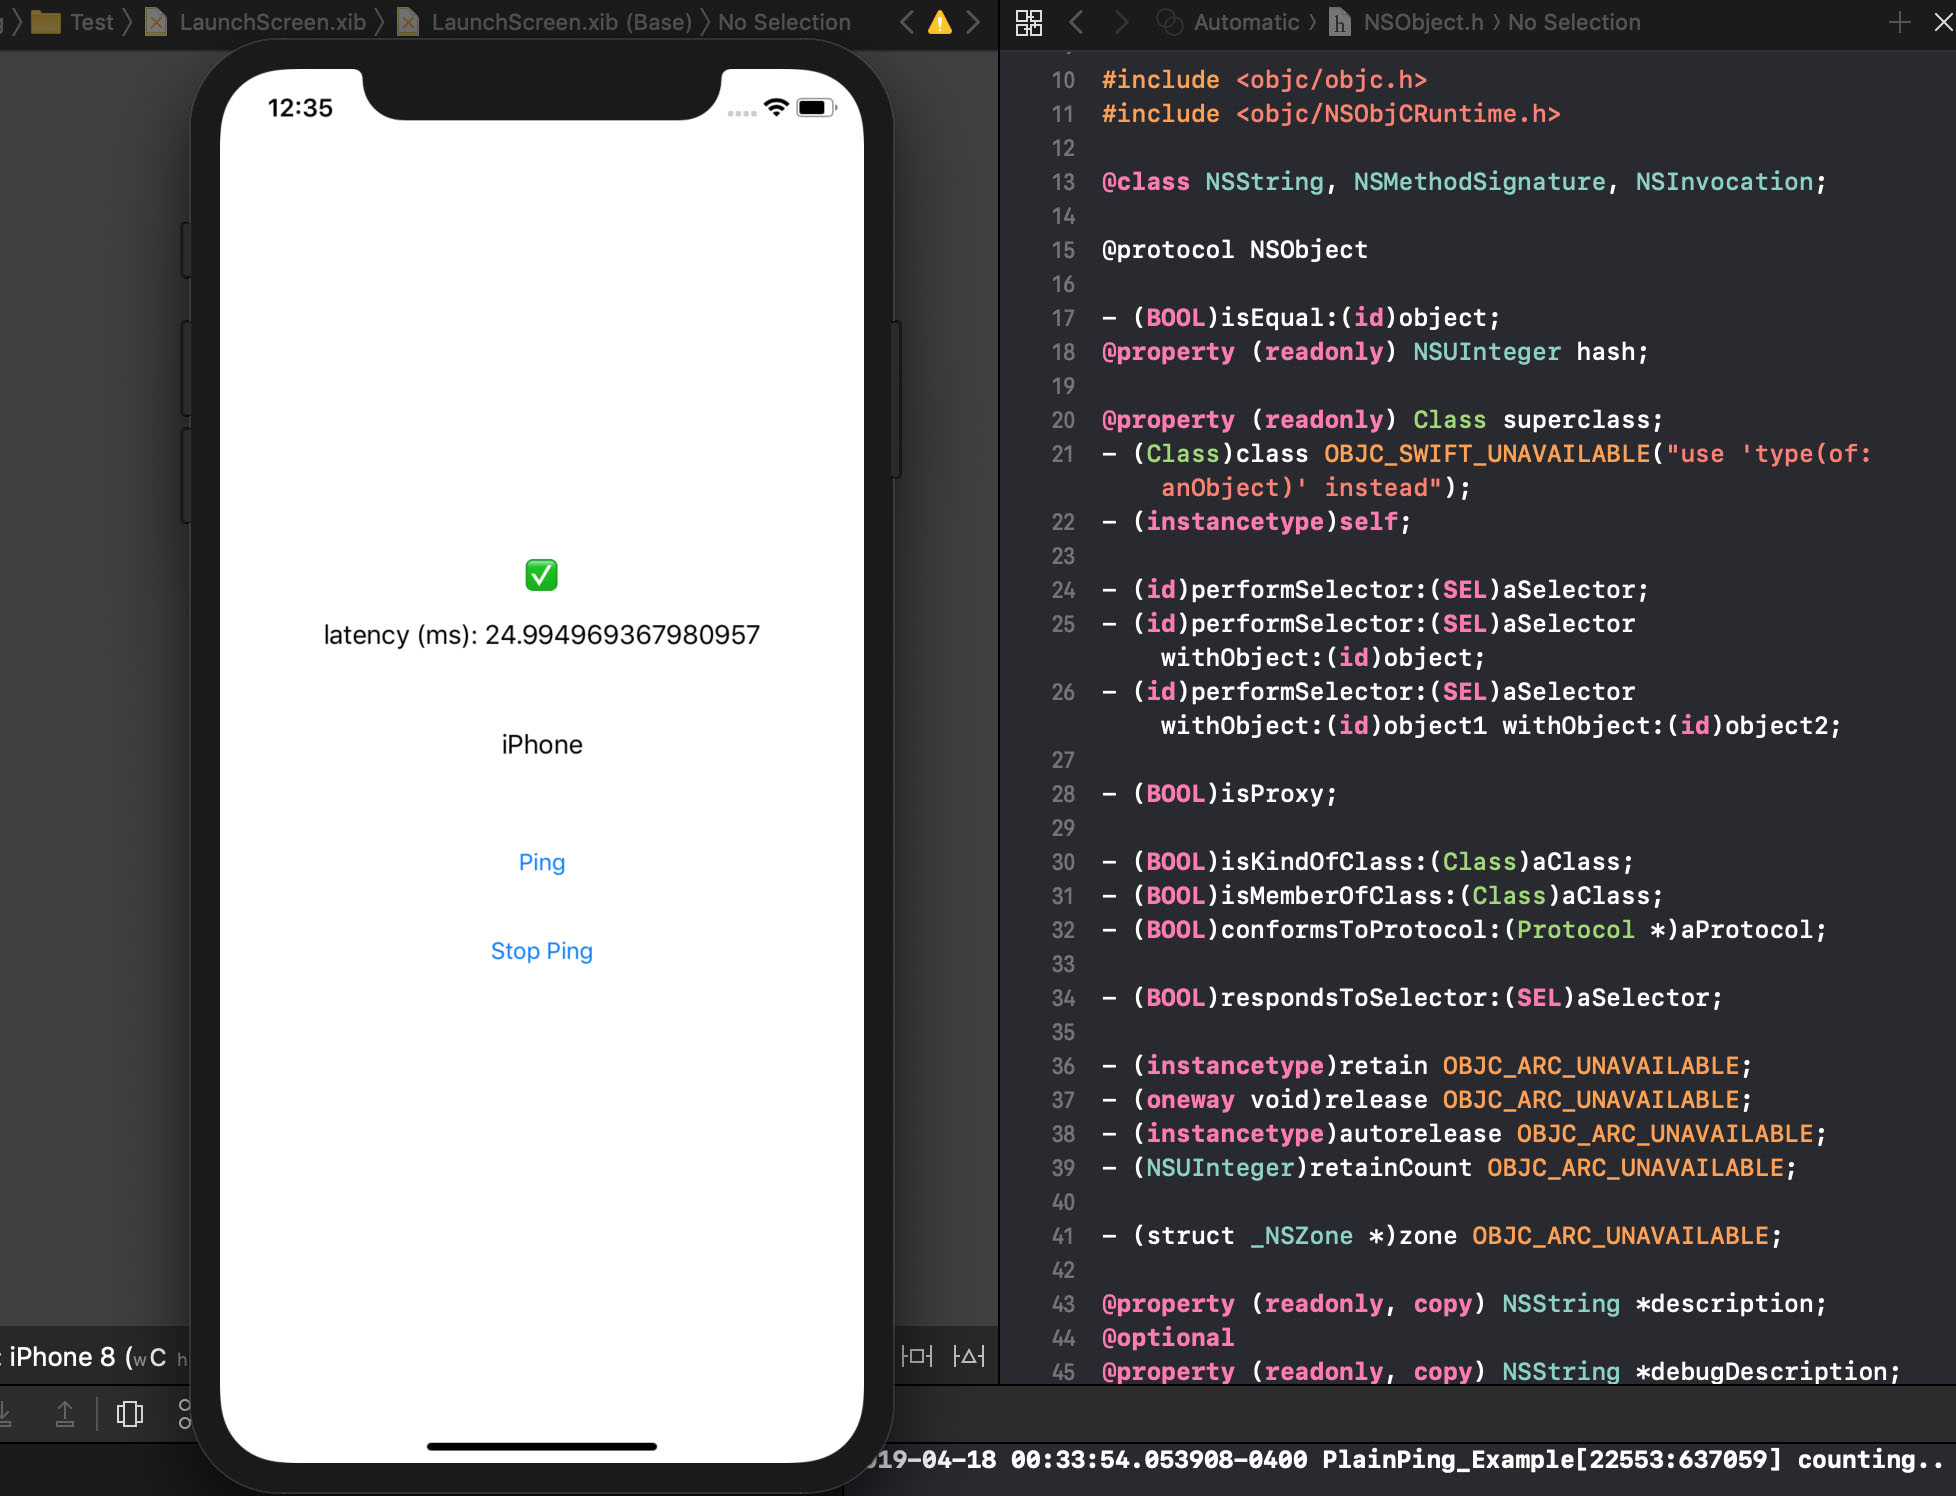 Test
LaunchScreen.xib
LaunchScreen.xib (Base)
No Selection
Automatic
h
NSObject.h
No Selection
12:35
✅
latency (ms): 24.994969367980957
iPhone
Ping
Stop Ping
: iPhone 8 (wC h
10 #include <objc/objc.h>
11 #include <objc/NSObjCRuntime.h>
12
13 @class NSString, NSMethodSignature, NSInvocation;
14
15 @protocol NSObject
16
17 - (BOOL)isEqual:(id)object;
18 @property (readonly) NSUInteger hash;
19
20 @property (readonly) Class superclass;
21 - (Class)class OBJC_SWIFT_UNAVAILABLE("use 'type(of:
anObject)' instead");
22 - (instancetype)self;
23
24 - (id)performSelector:(SEL)aSelector;
25 - (id)performSelector:(SEL)aSelector
withObject:(id)object;
26 - (id)performSelector:(SEL)aSelector
withObject:(id)object1 withObject:(id)object2;
27
28 - (BOOL)isProxy;
29
30 - (BOOL)isKindOfClass:(Class)aClass;
31 - (BOOL)isMemberOfClass:(Class)aClass;
32 - (BOOL)conformsToProtocol:(Protocol *)aProtocol;
33
34 - (BOOL)respondsToSelector:(SEL)aSelector;
35
36 - (instancetype)retain OBJC_ARC_UNAVAILABLE;
37 - (oneway void)release OBJC_ARC_UNAVAILABLE;
38 - (instancetype)autorelease OBJC_ARC_UNAVAILABLE;
39 - (NSUInteger)retainCount OBJC_ARC_UNAVAILABLE;
40
41 - (struct _NSZone *)zone OBJC_ARC_UNAVAILABLE;
42
43 @property (readonly, copy) NSString *description;
44 @optional
45 @property (readonly, copy) NSString *debugDescription;
19-04-18 00:33:54.053908-0400 PlainPing_Example[22553:637059] counting..